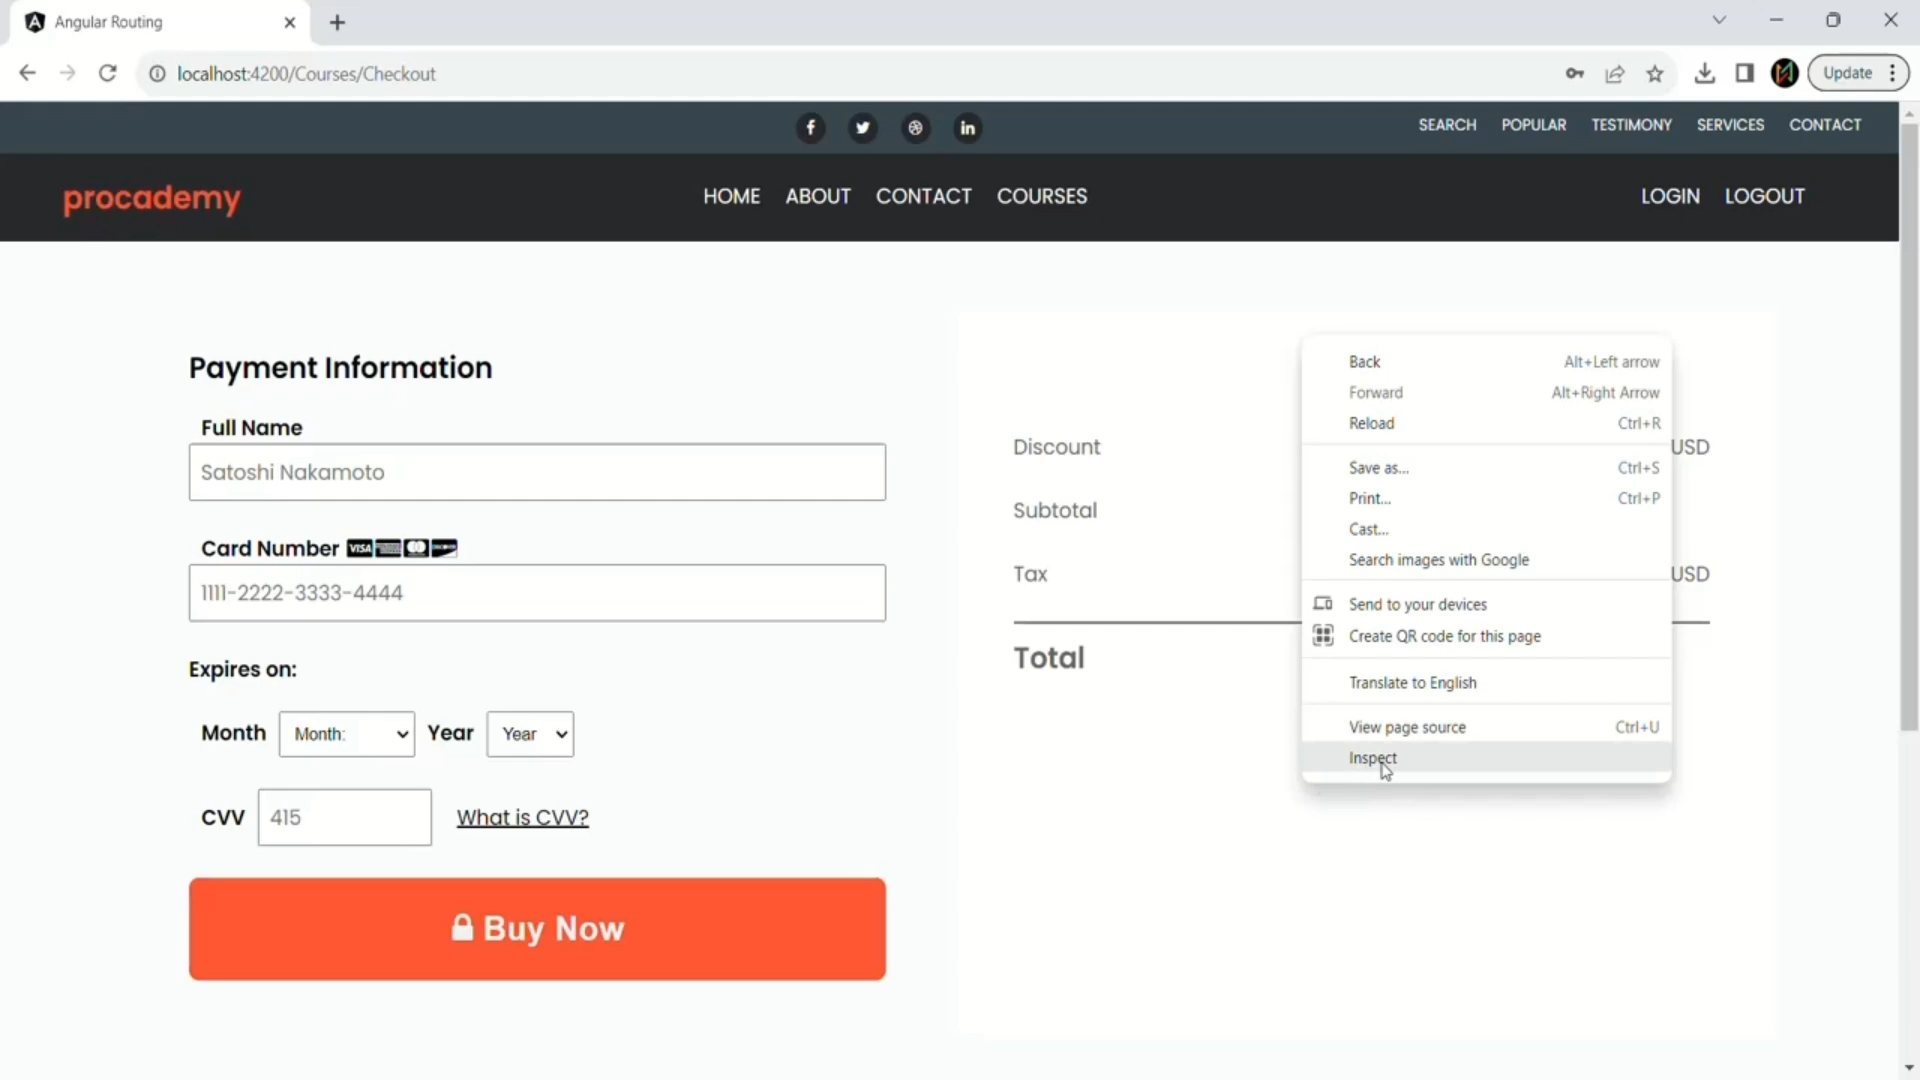 Angular Routing
localhost:4200/Courses/Checkout
Update
SEARCH POPULAR TESTIMONY SERVICES CONTACT
procademy
HOME ABOUT CONTACT COURSES
LOGIN LOGOUT
Payment Information
Full Name
Satoshi Nakamoto
Card Number VISA
1111-2222-3333-4444
Expires on:
Month Month: Year Year
CVV 415 What is CVV?
Buy Now
Discount USD
Subtotal
Tax USD
Total
Back Alt+Left arrow
Forward Alt+Right Arrow
Reload Ctrl+R
Save as... Ctrl+S
Print... Ctrl+P
Cast...
Search images with Google
Send to your devices
Create QR code for this page
Translate to English
View page source Ctrl+U
Inspect